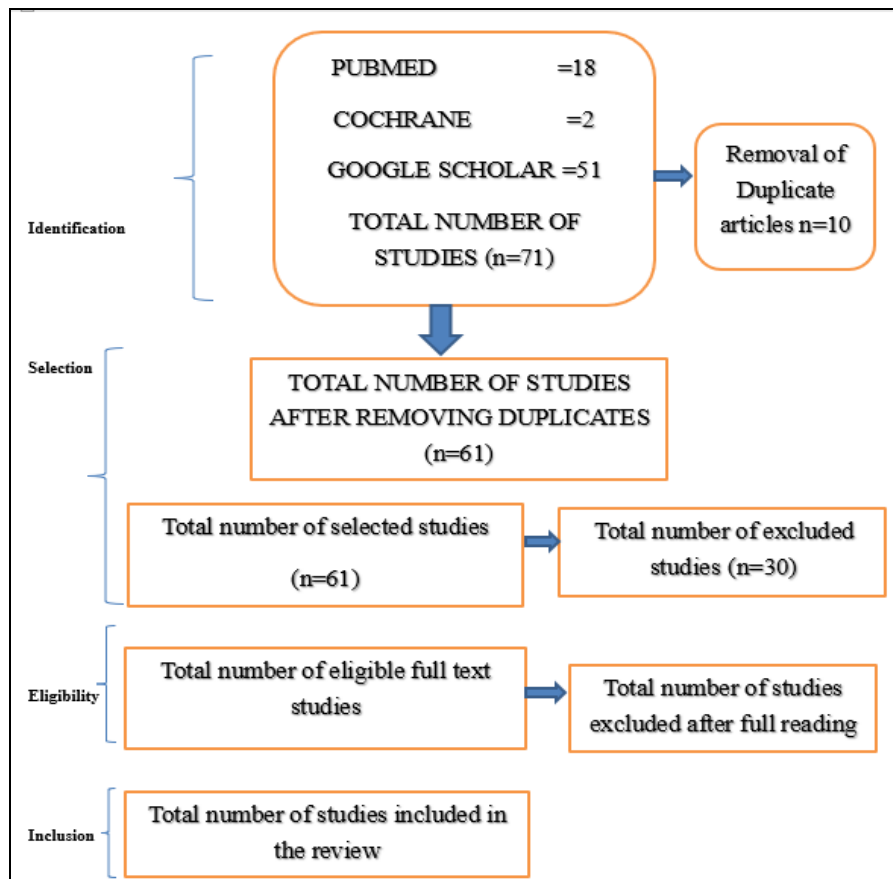 PUBMED =18
COCHRANE =2
GOOGLE SCHOLAR =51
TOTAL NUMBER OF
STUDIES (n=71)
Removal of
Duplicate
articles n=10
Identification
Selection
TOTAL NUMBER OF STUDIES
AFTER REMOVING DUPLICATES
(n=61)
Total number of selected studies
(n=61)
Total number of excluded
studies (n=30)
Eligibility
Total number of eligible full text
studies
Total number of studies
excluded after full reading
Inclusion
Total number of studies included in
the review